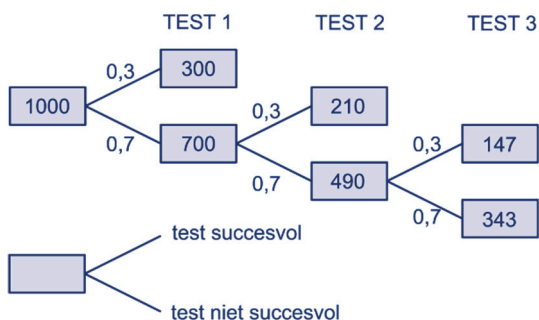 TEST 1 TEST 2 TEST 3
0,3 300
1000 0,3 210
0,7 700 0,3 147
0,7 490
0,7 343
test succesvol
test niet succesvol